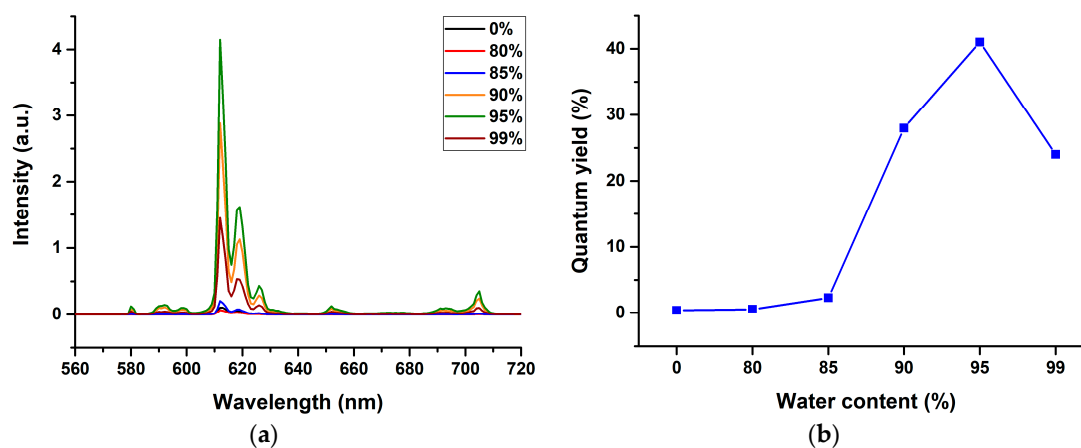 4
3
2
1
0
Intensity (a.u.)
0%
80%
85%
90%
95%
99%
560 580 600 620 640 660 680 700 720
Wavelength (nm)
(a)
40
30
20
10
0
Quantum yield (%)
0 80 85 90 95 99
Water content (%)
(b)